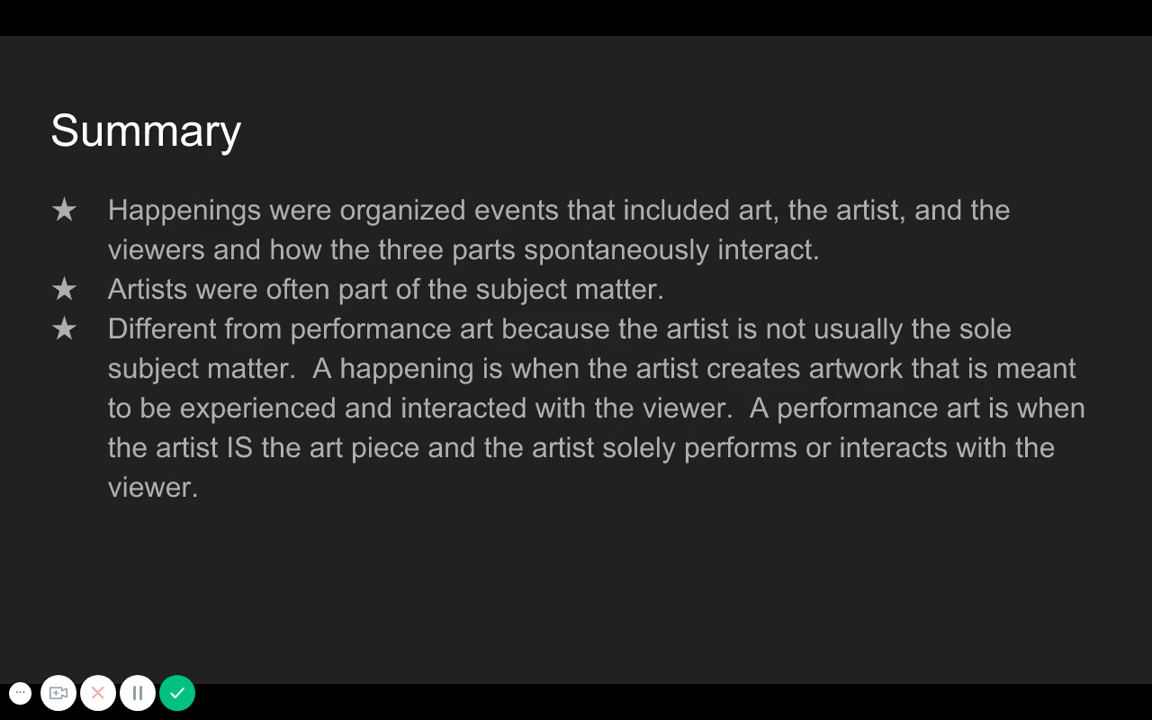 Summary
★ Happenings were organized events that included art, the artist, and the
viewers and how the three parts spontaneously interact.
★ Artists were often part of the subject matter.
★ Different from performance art because the artist is not usually the sole
subject matter.  A happening is when the artist creates artwork that is meant
to be experienced and interacted with the viewer.  A performance art is when
the artist IS the art piece and the artist solely performs or interacts with the
viewer.